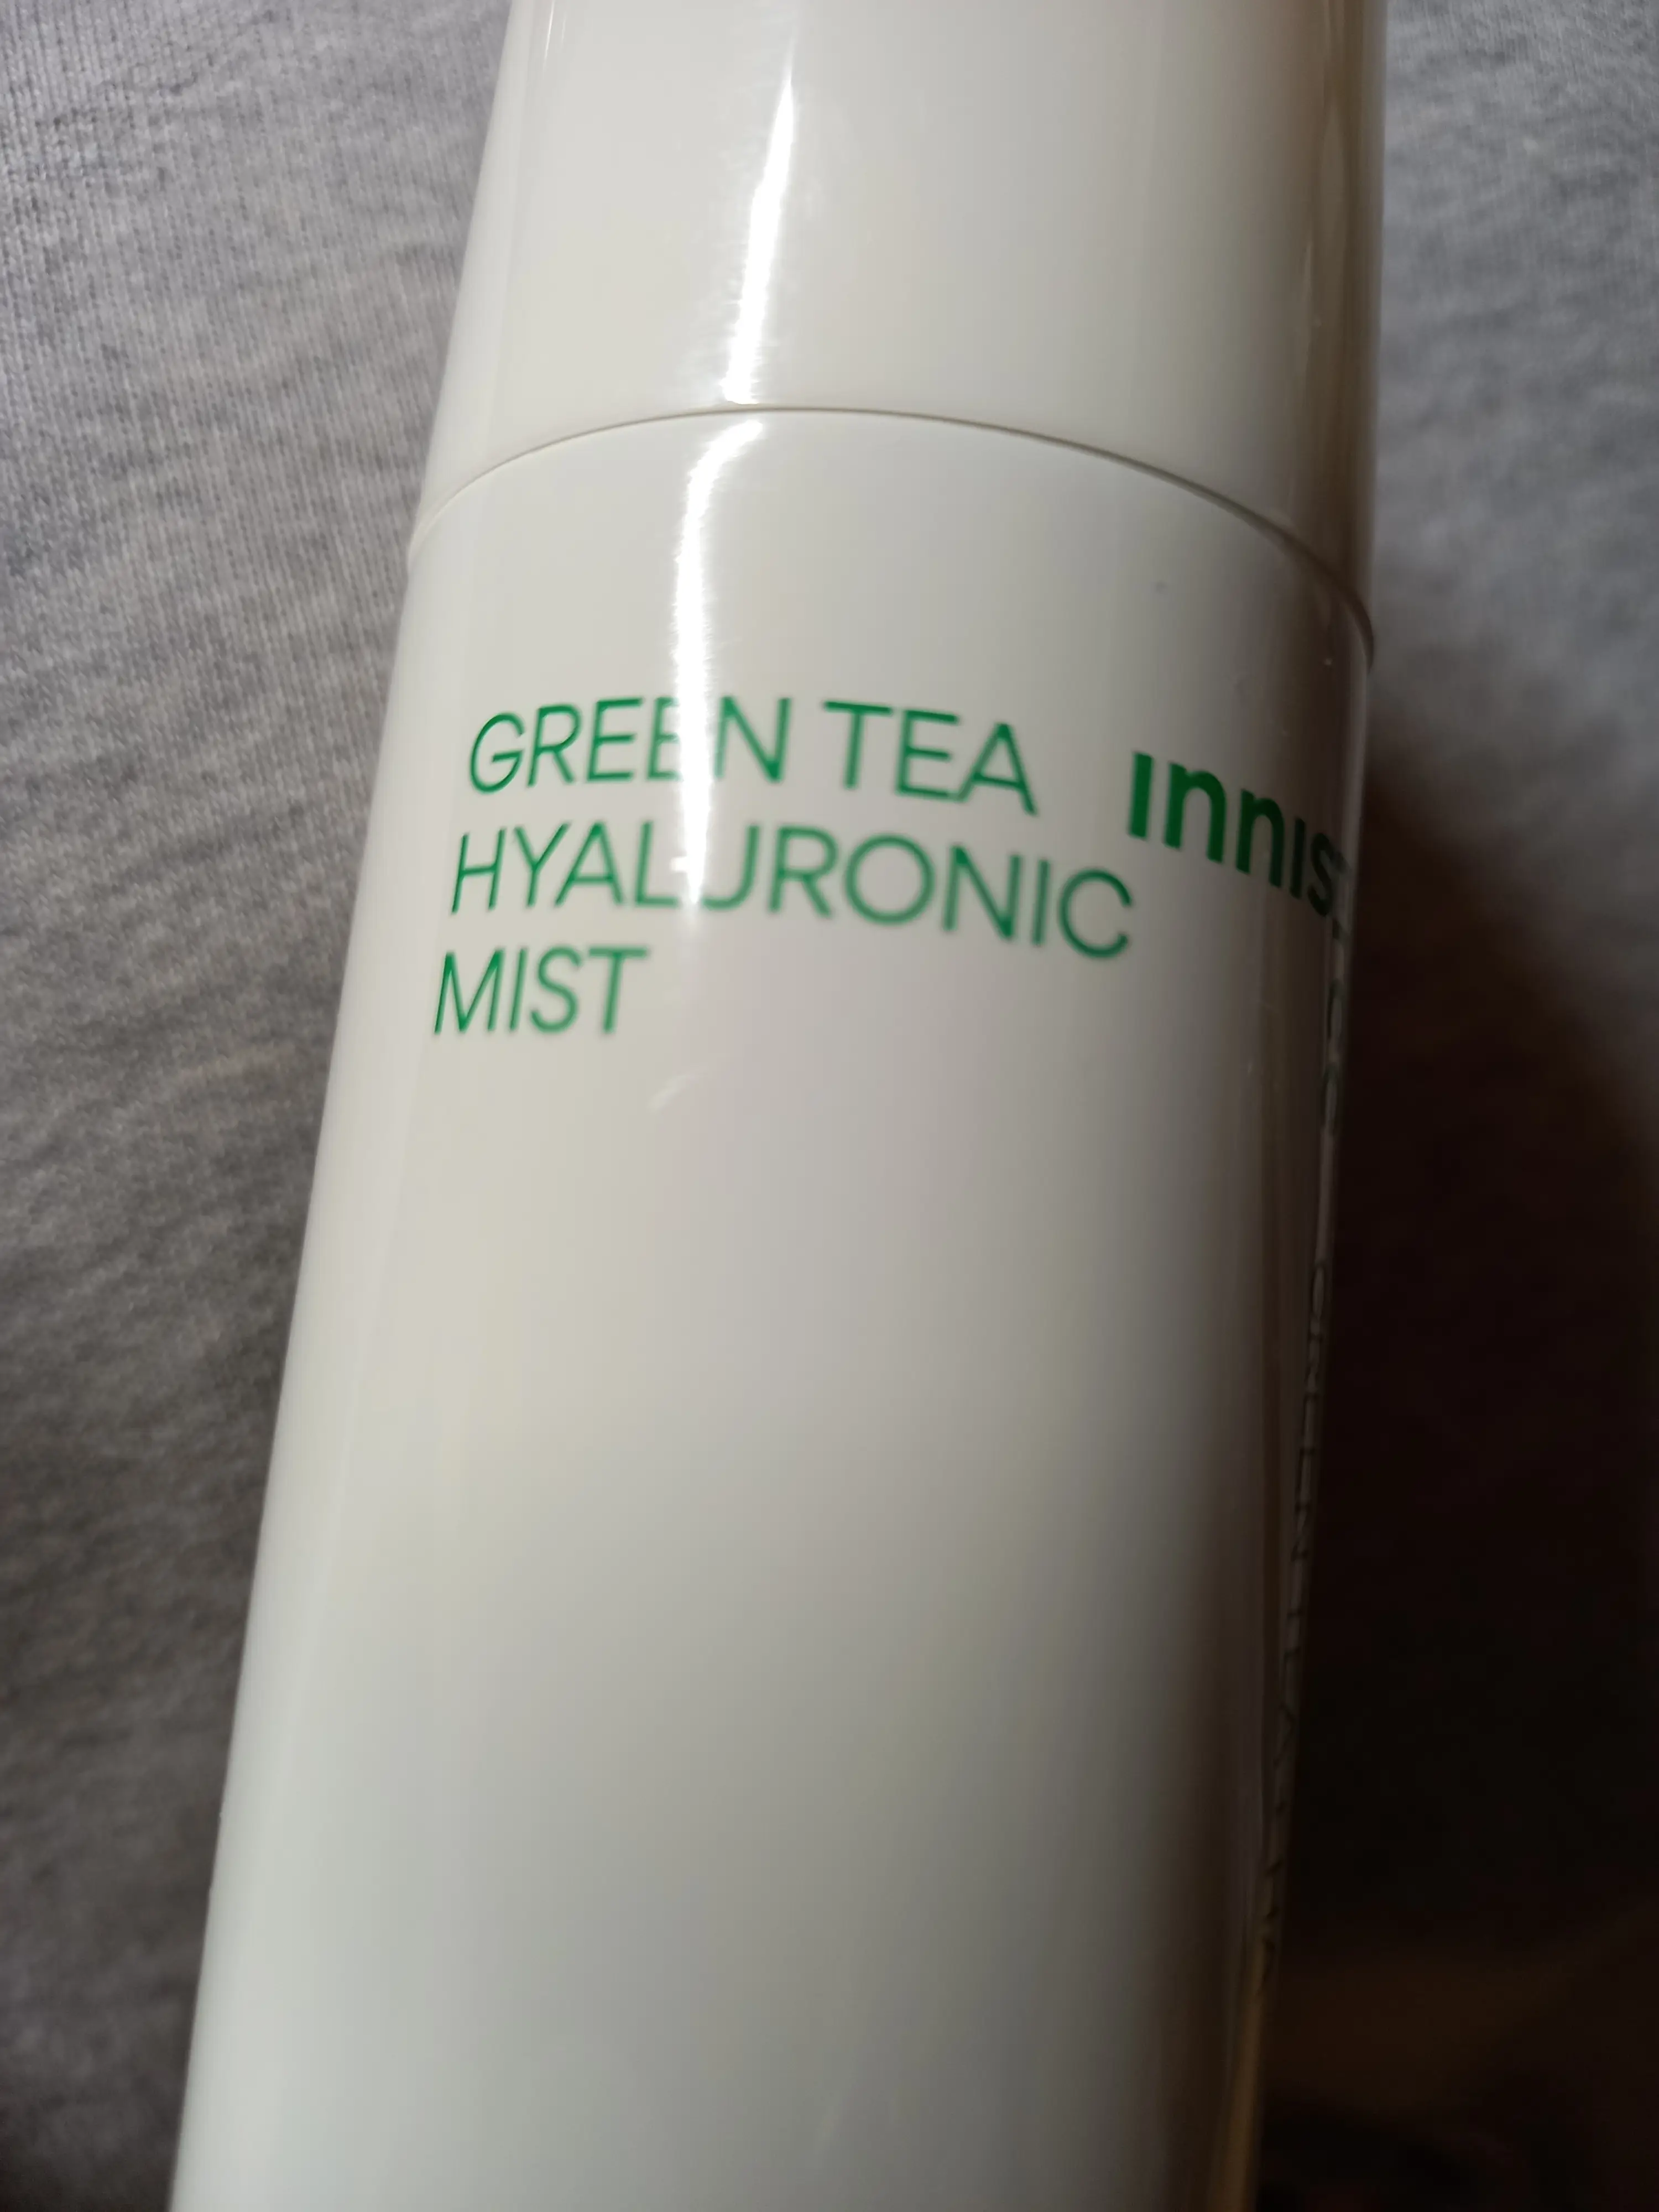 GREEN TEA
HYALURONIC
MIST
innis